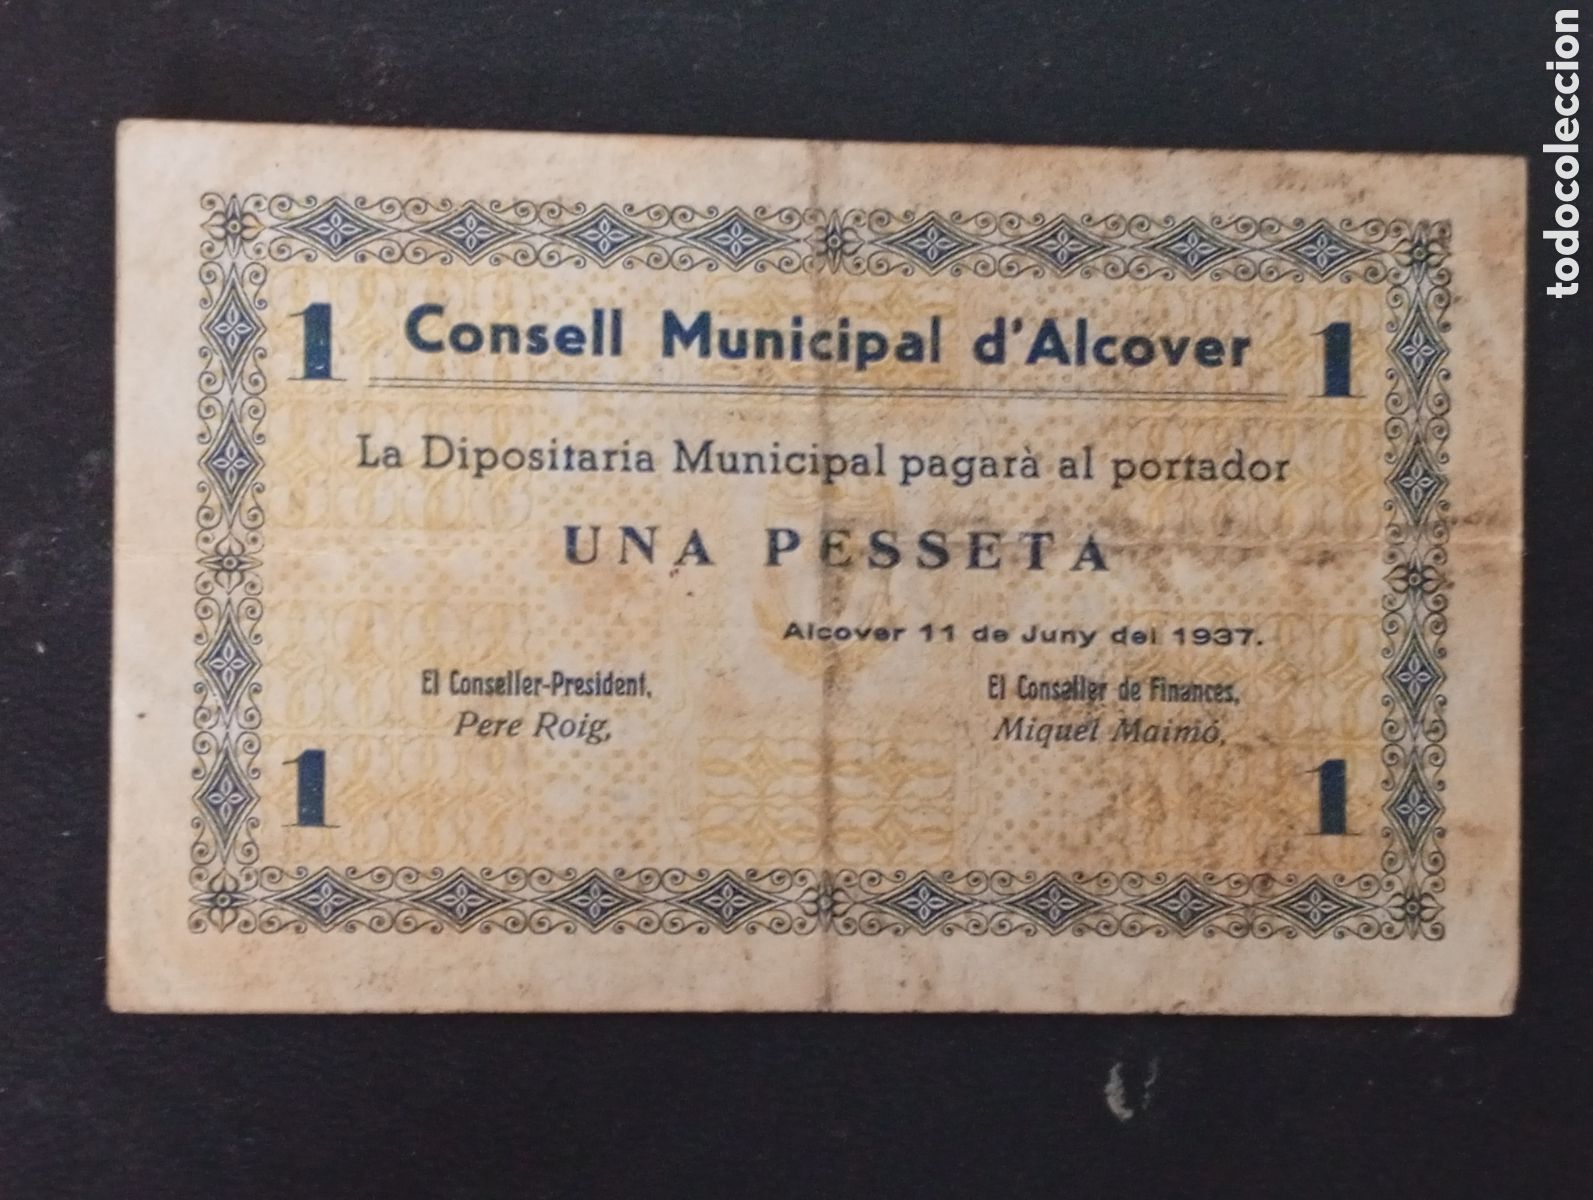 1 Consell Municipal d'Alcover 1
La Dipositaria Municipal pagarà al portador
UNA PESSETA
Alcover 11 de Juny del 1937.
El Conseller-President, El Conseller de Finances,
Pere Roig, Miquel Maimó,
1 1
todocoleccion